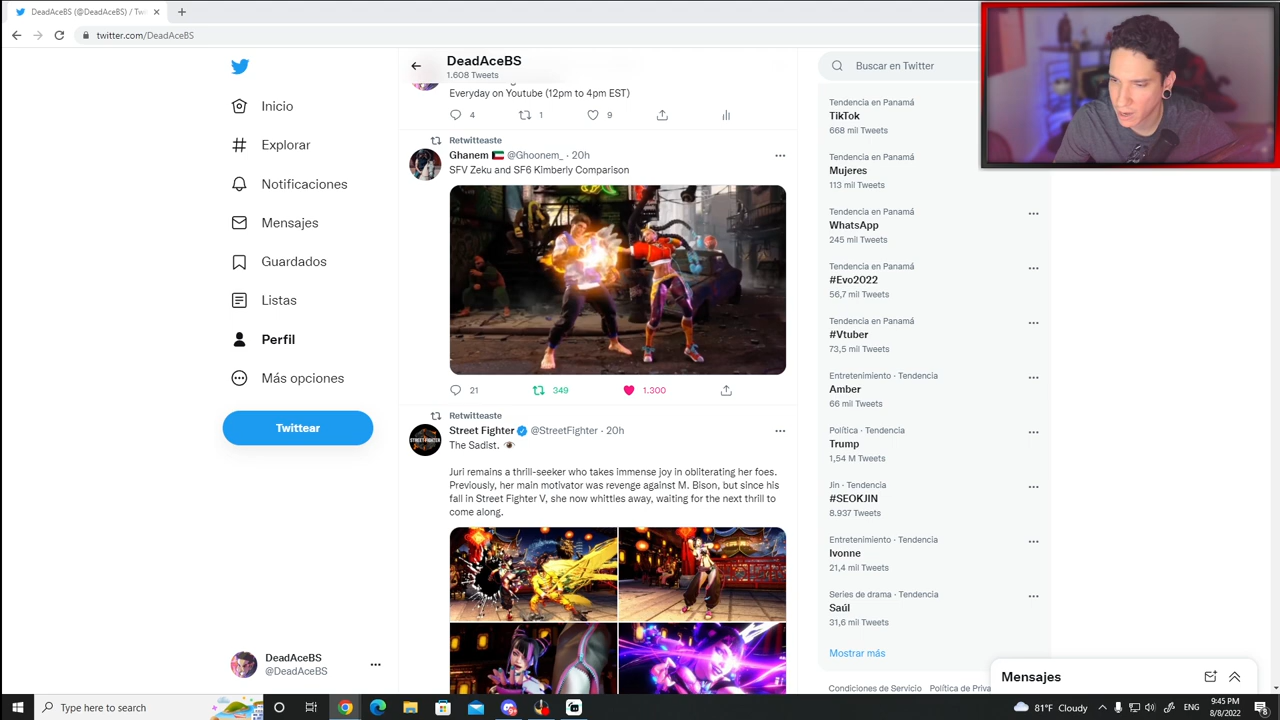 DeadAceBS (@DeadAceBS) / Twi
twitter.com/DeadAceBS
Inicio
Explorar
Notificaciones
Mensajes
Guardados
Listas
Perfil
Más opciones
Twittear
DeadAceBS
@DeadAceBS
DeadAceBS
1.608 Tweets
Everyday on Youtube (12pm to 4pm EST)
4
1
9
Retwitteaste
Ghanem @Ghoonem_ · 20h
SFV Zeku and SF6 KImberly Comparison
21
349
1.300
Retwitteaste
Street Fighter @StreetFighter · 20h
The Sadist.
Juri remains a thrill-seeker who takes immense joy in obliterating her foes.
Previously, her main motivator was revenge against M. Bison, but since his
fall in Street Fighter V, she now whittles away, waiting for the next thrill to
come along.
Buscar en Twitter
Tendencia en Panamá
TikTok
668 mil Tweets
Tendencia en Panamá
Mujeres
113 mil Tweets
Tendencia en Panamá
WhatsApp
245 mil Tweets
Tendencia en Panamá
#Evo2022
56,7 mil Tweets
Tendencia en Panamá
#Vtuber
73,5 mil Tweets
Entretenimiento · Tendencia
Amber
66 mil Tweets
Política · Tendencia
Trump
1,54 M Tweets
Jin · Tendencia
#SEOKJIN
8.937 Tweets
Entretenimiento · Tendencia
Ivonne
21,4 mil Tweets
Series de drama · Tendencia
Saúl
31,6 mil Tweets
Mostrar más
Condiciones de Servicio Política de Priva
Mensajes
Type here to search
81°F Cloudy
ENG
9:45 PM
8/8/2022